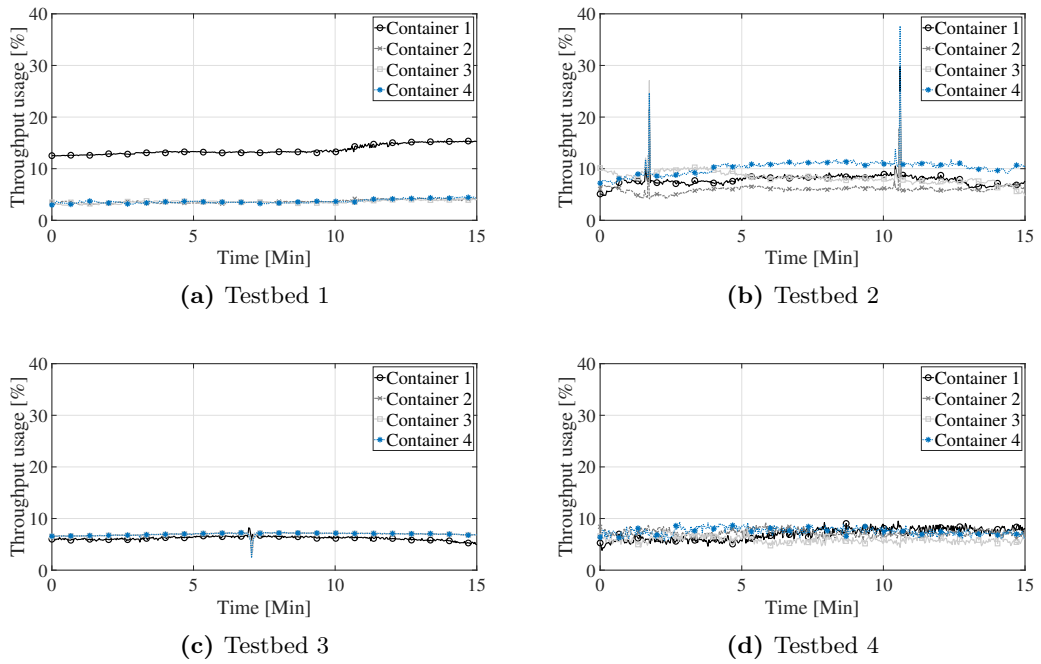 40
30
20
10
0
Throughput usage [%]
Container 1
Container 2
Container 3
Container 4
0 5 10 15
Time [Min]
(a) Testbed 1
40
30
20
10
0
Throughput usage [%]
Container 1
Container 2
Container 3
Container 4
0 5 10 15
Time [Min]
(b) Testbed 2
40
30
20
10
0
Throughput usage [%]
Container 1
Container 2
Container 3
Container 4
0 5 10 15
Time [Min]
(c) Testbed 3
40
30
20
10
0
Throughput usage [%]
Container 1
Container 2
Container 3
Container 4
0 5 10 15
Time [Min]
(d) Testbed 4